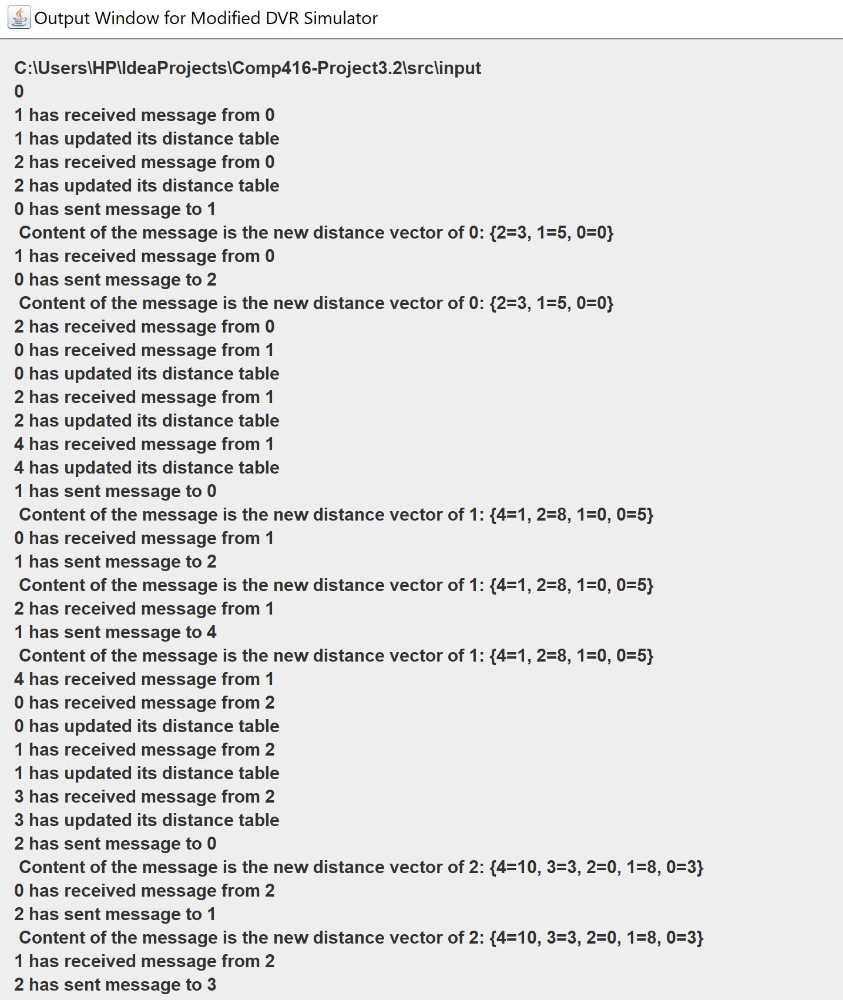 Output Window for Modified DVR Simulator
C:\Users\HP\IdeaProjects\Comp416-Project3.2\src\input
0
1 has received message from 0
1 has updated its distance table
2 has received message from 0
2 has updated its distance table
0 has sent message to 1
Content of the message is the new distance vector of 0: {2=3, 1=5, 0=0}
1 has received message from 0
0 has sent message to 2
Content of the message is the new distance vector of 0: {2=3, 1=5, 0=0}
2 has received message from 0
0 has received message from 1
0 has updated its distance table
2 has received message from 1
2 has updated its distance table
4 has received message from 1
4 has updated its distance table
1 has sent message to 0
Content of the message is the new distance vector of 1: {4=1, 2=8, 1=0, 0=5}
0 has received message from 1
1 has sent message to 2
Content of the message is the new distance vector of 1: {4=1, 2=8, 1=0, 0=5}
2 has received message from 1
1 has sent message to 4
Content of the message is the new distance vector of 1: {4=1, 2=8, 1=0, 0=5}
4 has received message from 1
0 has received message from 2
0 has updated its distance table
1 has received message from 2
1 has updated its distance table
3 has received message from 2
3 has updated its distance table
2 has sent message to 0
Content of the message is the new distance vector of 2: {4=10, 3=3, 2=0, 1=8, 0=3}
0 has received message from 2
2 has sent message to 1
Content of the message is the new distance vector of 2: {4=10, 3=3, 2=0, 1=8, 0=3}
1 has received message from 2
2 has sent message to 3